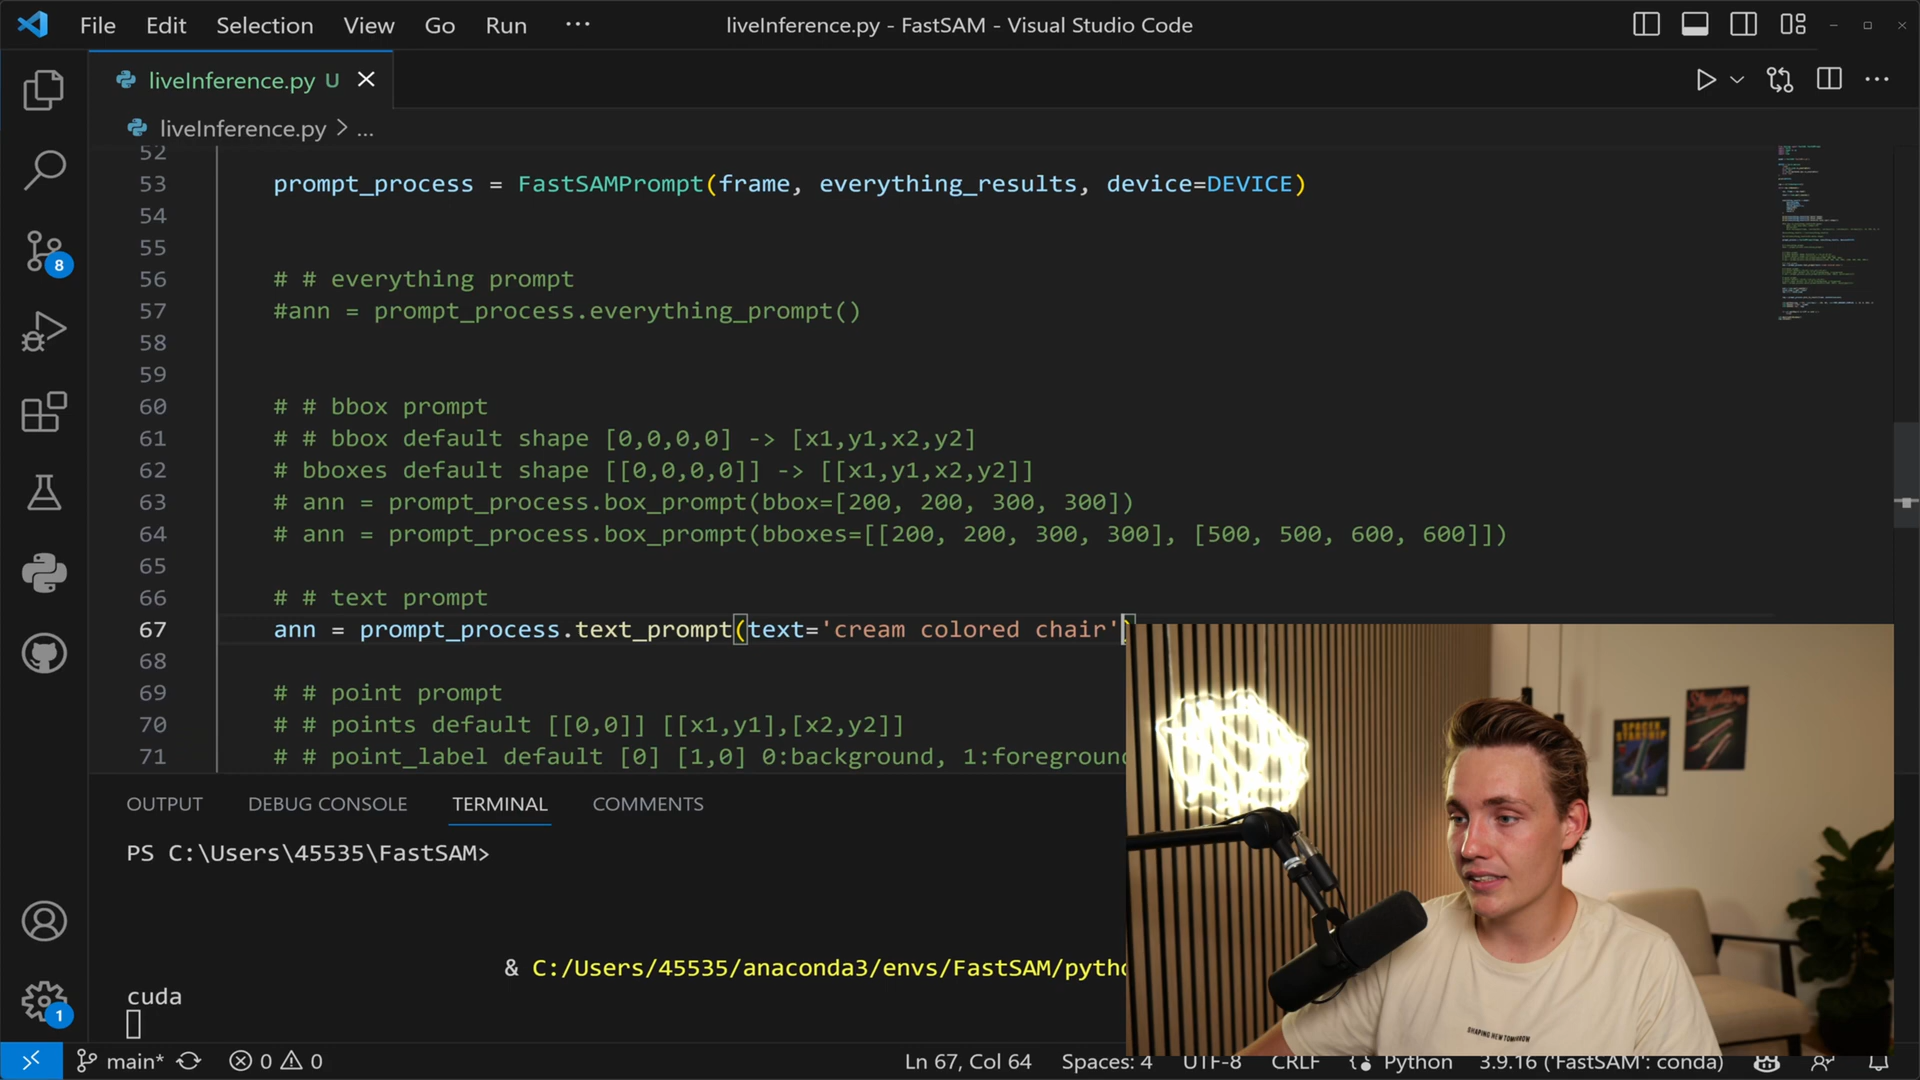 File Edit Selection View Go Run ··· liveInference.py - FastSAM - Visual Studio Code
liveInference.py U
liveInference.py > ...
52
53 prompt_process = FastSAMPrompt(frame, everything_results, device=DEVICE)
54
55
56 # # everything prompt
57 #ann = prompt_process.everything_prompt()
58
59
60 # # bbox prompt
61 # # bbox default shape [0,0,0,0] -> [x1,y1,x2,y2]
62 # bboxes default shape [[0,0,0,0]] -> [[x1,y1,x2,y2]]
63 # ann = prompt_process.box_prompt(bbox=[200, 200, 300, 300])
64 # ann = prompt_process.box_prompt(bboxes=[[200, 200, 300, 300], [500, 500, 600, 600]])
65
66 # # text prompt
67 ann = prompt_process.text_prompt(text='cream colored chair')
68
69 # # point prompt
70 # # points default [[0,0]] [[x1,y1],[x2,y2]]
71 # # point_label default [0] [1,0] 0:background, 1:foreground
8
OUTPUT DEBUG CONSOLE TERMINAL COMMENTS
PS C:\Users\45535\FastSAM>
& C:/Users/45535/anaconda3/envs/FastSAM/pytho
cuda
1
SPACER STARSHIP
SHAPING NEW TOMORROW
main* 0 0 Ln 67, Col 64 Spaces: 4 UTF-8 CRLF Python 3.9.16 ('FastSAM': conda)